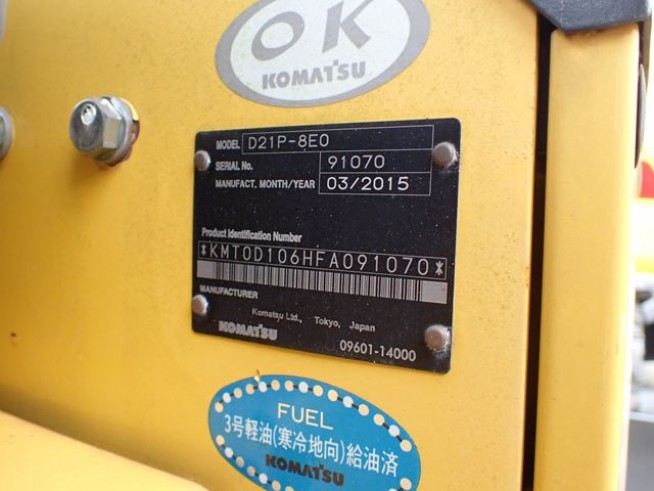 OK
KOMATSU
MODEL D21P-8E0
SERIAL No. 91070
MANUFACT. MONTH/YEAR 03/2015
Product Identification Number
*KMT0D106HFA091070*
MANUFACTURER
Komatsu Ltd., Tokyo, Japan
KOMATSU
09601-14000
FUEL
3号軽油(寒冷地向)給油済
KOMATSU